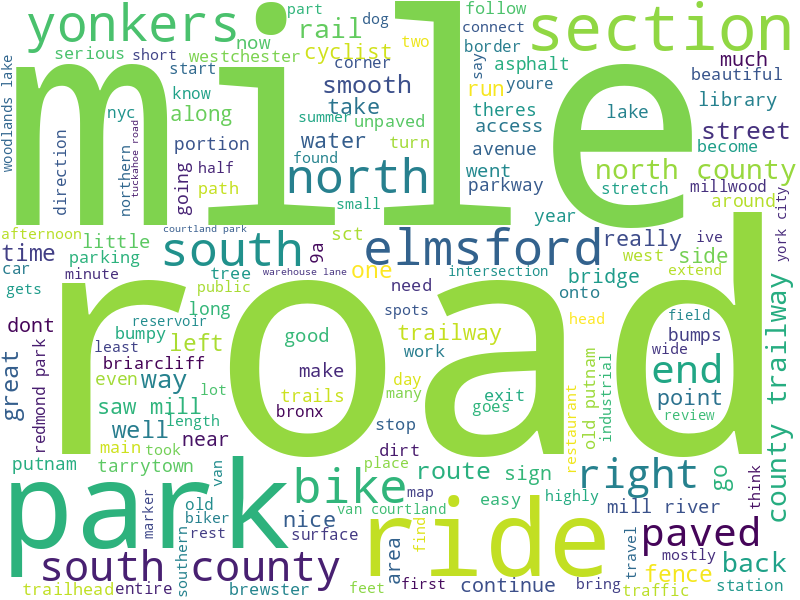 yonkers
mile
section
part
dog
follow
rail
now
two
connect
serious
short
westchester
cyclist
border
say
asphalt
much
woodlands lake
start
corner
smooth
run
youre
beautiful
know
take
theres
library
nyc
along
summer
unpaved
access
lake
street
direction
northern
tuckahoe road
portion
water
turn
avenue
become
going
half
found
north
went
north county
path
parkway
stretch
millwood
small
year
around
afternoon
courtland park
south
sct
elmsford
really
ive
york city
time
little
9a
west
side
car
parking
tree
warehouse lane
one
intersection
bridge
extend
gets
minute
public
need
onto
road
long
reservoir
spots
head
field
dont
bumpy
left
good
trailway
wide
bumps
great
redmond park
least
briarcliff
make
work
old putnam
industrial
end
county trailway
even
way
trails
day
many
exit
restaurant
point
saw mill
lot
length
bronx
goes
review
well
near
stop
dirt
main
took
putnam
tarrytown
place
route
sign
right
go
think
park
van
bike
map
easy
highly
mill river
marker
old
biker
nice
van courtland
ride
paved
southern
rest
surface
area
find
travel
mostly
back
south county
fence
station
trailhead
entire
brewster
feet
first
continue
bring
traffic